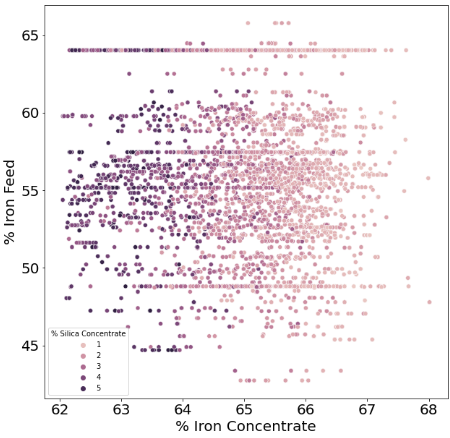 65
60
55
50
45
% Iron Feed
% Silica Concentrate
1
2
3
4
5
62 63 64 65 66 67 68
% Iron Concentrate